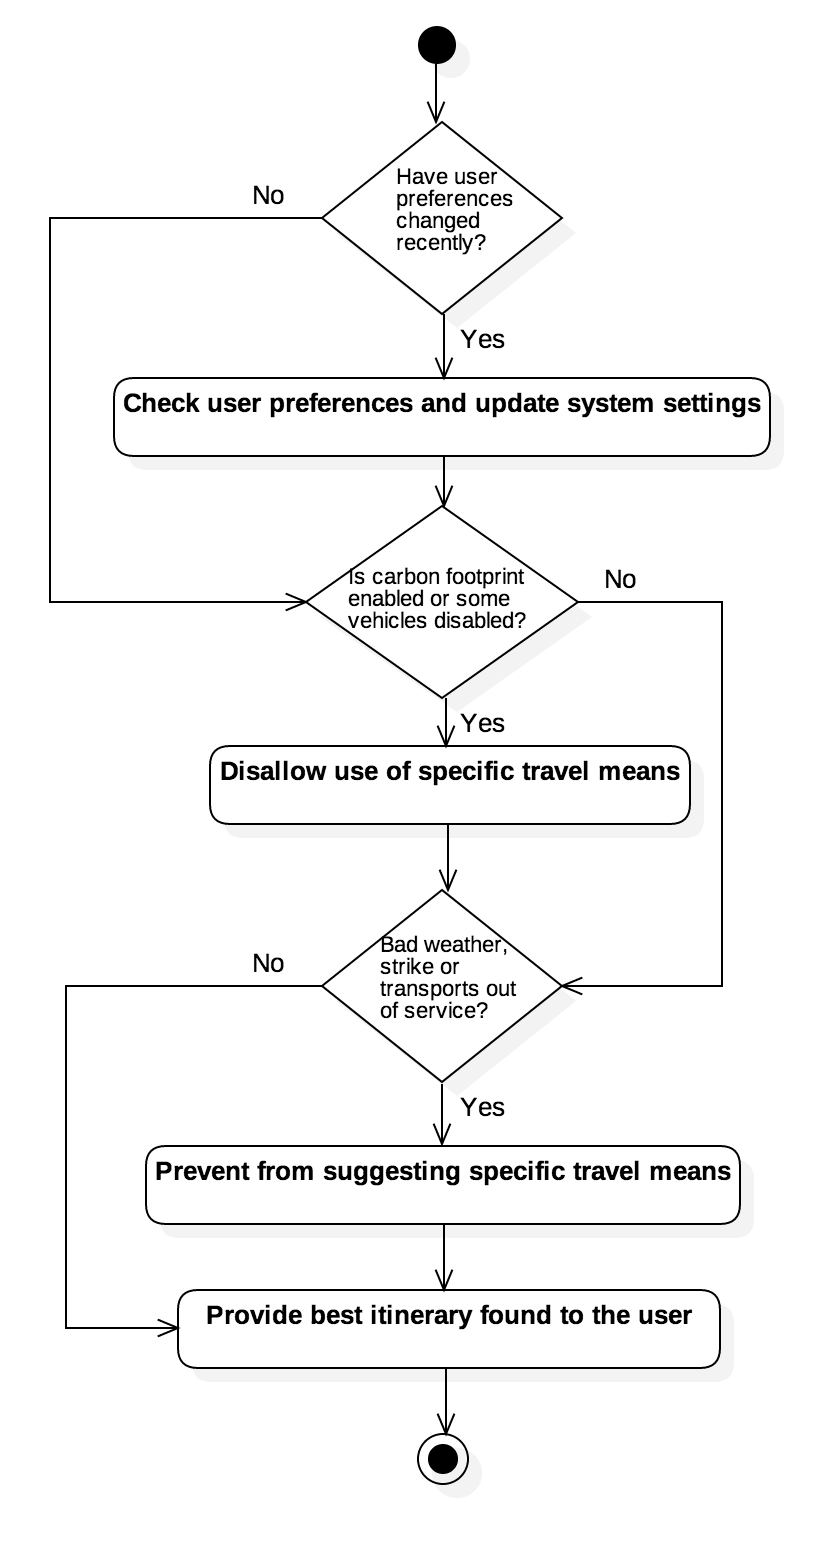 Have user
preferences
changed
recently?
No
Yes
Check user preferences and update system settings
Is carbon footprint
enabled or some
vehicles disabled?
No
Yes
Disallow use of specific travel means
Bad weather,
strike or
transports out
of service?
No
Yes
Prevent from suggesting specific travel means
Provide best itinerary found to the user